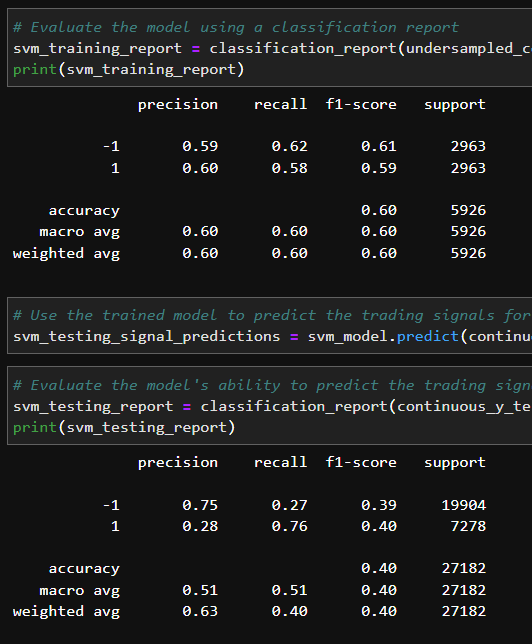 # Evaluate the model using a classification report
svm_training_report = classification_report(undersampled_c
print(svm_training_report)
precision recall f1-score support
-1 0.59 0.62 0.61 2963
1 0.60 0.58 0.59 2963
accuracy 0.60 5926
macro avg 0.60 0.60 0.60 5926
weighted avg 0.60 0.60 0.60 5926
# Use the trained model to predict the trading signals for
svm_testing_signal_predictions = svm_model.predict(continu
# Evaluate the model's ability to predict the trading sign
svm_testing_report = classification_report(continuous_y_te
print(svm_testing_report)
precision recall f1-score support
-1 0.75 0.27 0.39 19904
1 0.28 0.76 0.40 7278
accuracy 0.40 27182
macro avg 0.51 0.51 0.40 27182
weighted avg 0.63 0.40 0.40 27182